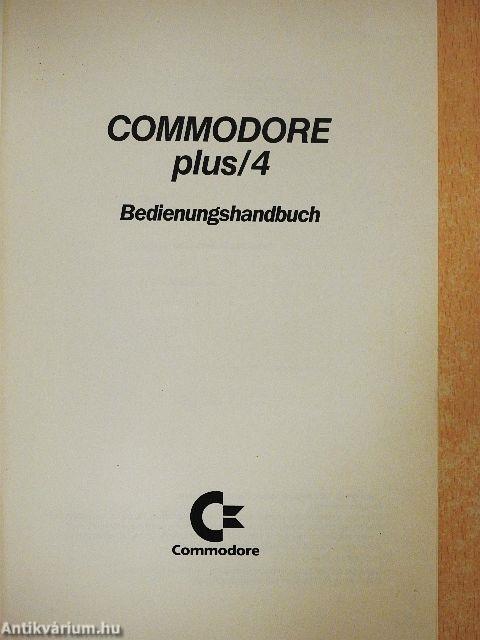 COMMODORE
plus/4
Bedienungshandbuch
Commodore
Antikvárium.hu